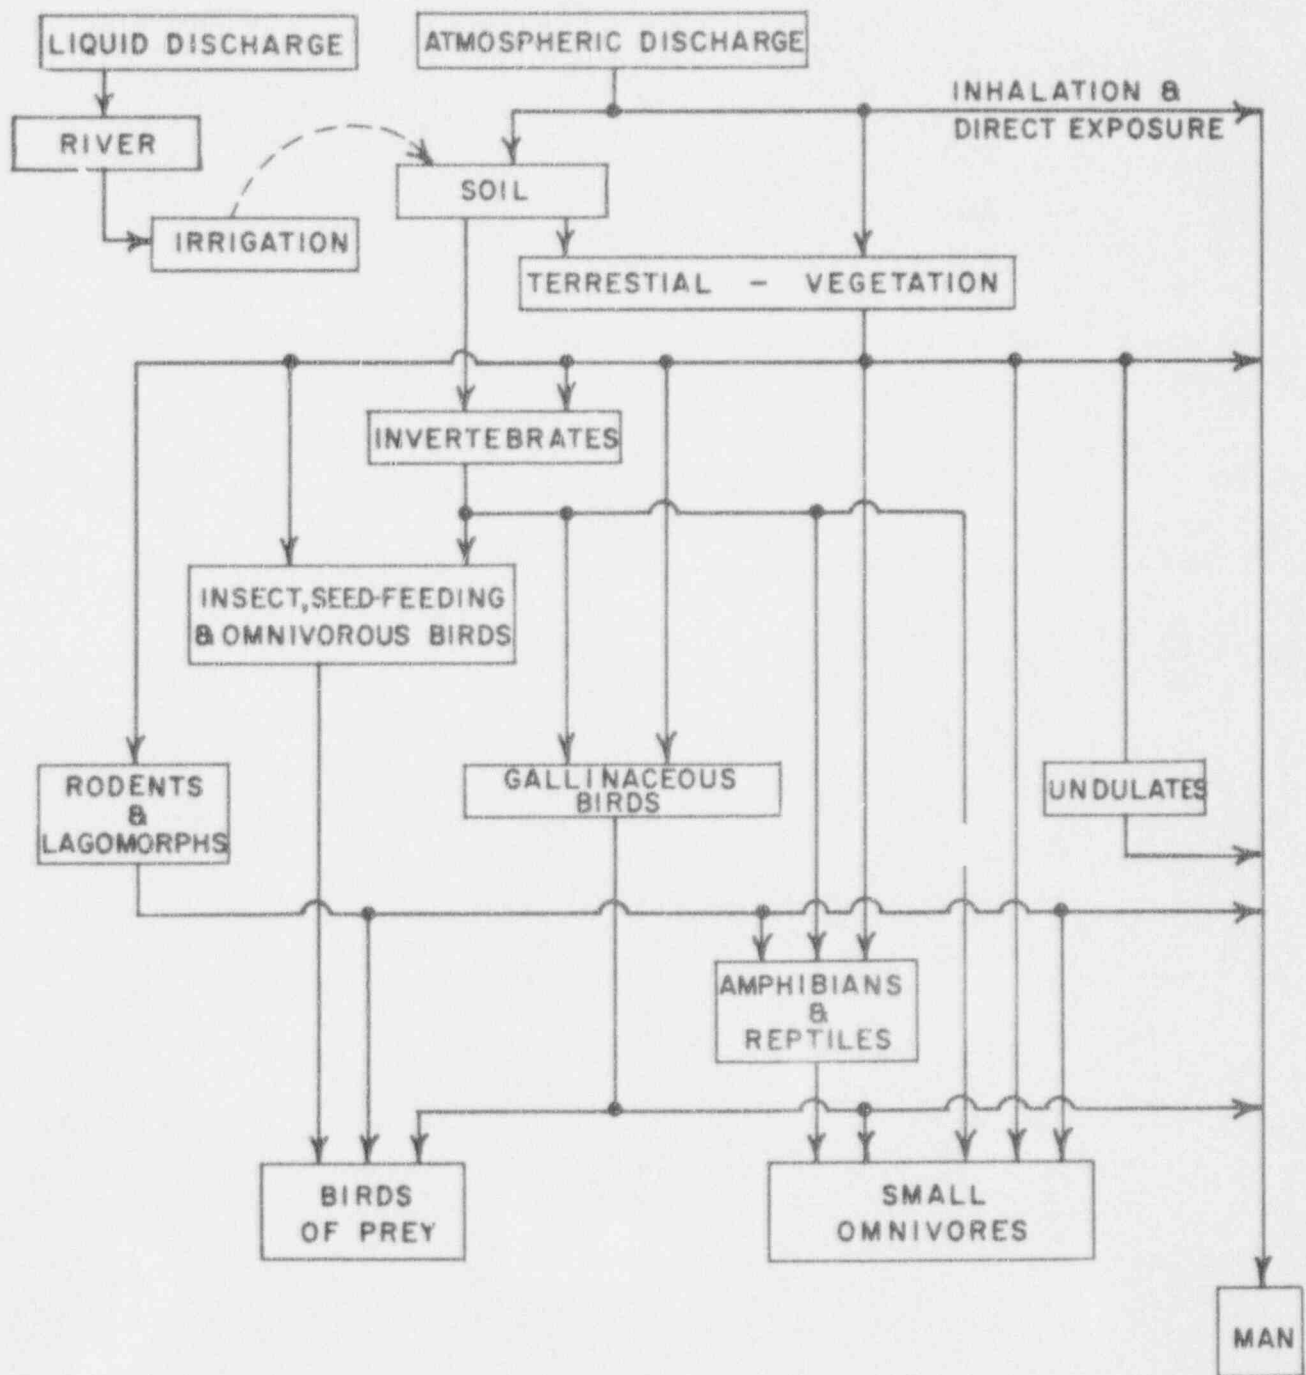 LIQUID DISCHARGE
ATMOSPHERIC DISCHARGE
INHALATION &
DIRECT EXPOSURE
RIVER
SOIL
IRRIGATION
TERRESTIAL - VEGETATION
INVERTEBRATES
INSECT, SEED-FEEDING
& OMNIVOROUS BIRDS
RODENTS
&
LAGOMORPHS
GALLINACEOUS
BIRDS
UNDULATES
AMPHIBIANS
&
REPTILES
BIRDS
OF PREY
SMALL
OMNIVORES
MAN